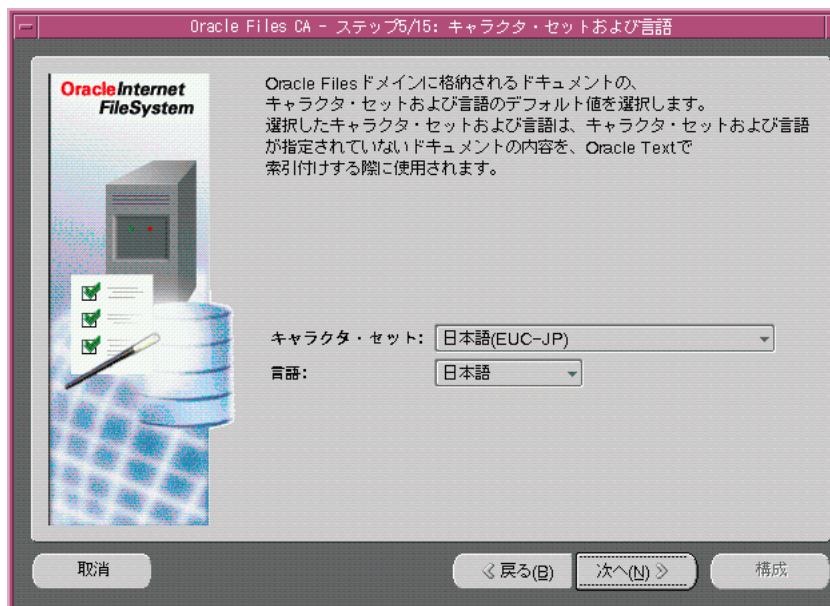 Oracle Files CA - ステップ5/15: キャラクタ・セットおよび言語
OracleInternet
FileSystem
Oracle Filesドメインに格納されるドキュメントの、
キャラクタ・セットおよび言語のデフォルト値を選択します。
選択したキャラクタ・セットおよび言語は、キャラクタ・セットおよび言語
が指定されていないドキュメントの内容を、Oracle Textで
索引付けする際に使用されます。
キャラクタ・セット: 日本語(EUC-JP)
言語: 日本語
取消 戻る(B) 次へ(N) 構成